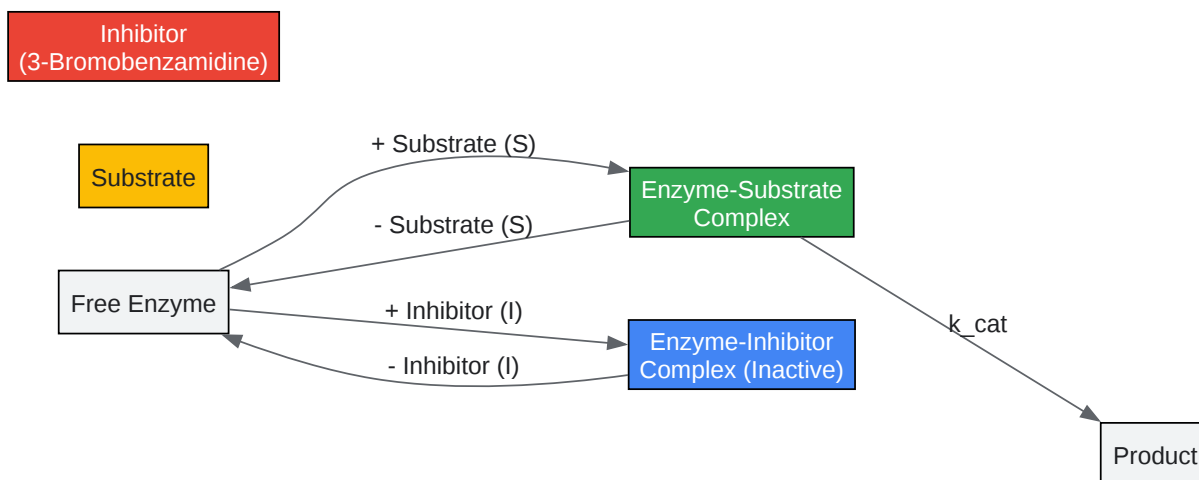 Inhibitor
(3-Bromobenzamidine)
+ Substrate (S)
Substrate
Enzyme-Substrate
Complex
- Substrate (S)
Free Enzyme
+ Inhibitor (I)
Enzyme-Inhibitor
Complex (Inactive)
- Inhibitor (I)
k_cat
Product